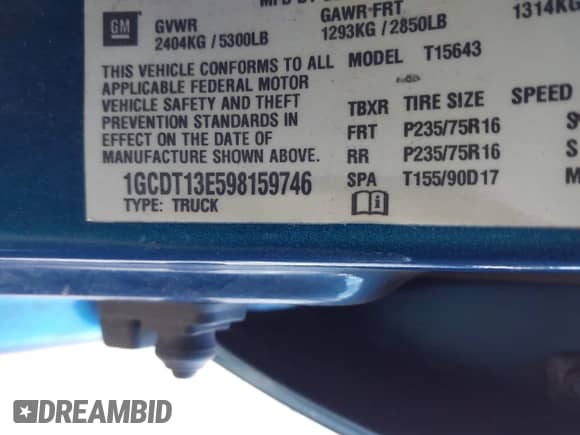 GVWR GAWR-FRT
GM 2404KG / 5300LB 1293KG / 2850LB 1314KG
THIS VEHICLE CONFORMS TO ALL MODEL T15643
APPLICABLE FEDERAL MOTOR
VEHICLE SAFETY AND THEFT TBXR TIRE SIZE SPEED
PREVENTION STANDARDS IN FRT P235/75R16 S
EFFECT ON THE DATE OF RR P235/75R16 S
MANUFACTURE SHOWN ABOVE.
1GCDT13E598159746 SPA T155/90D17 M
TYPE: TRUCK
DREAMBID